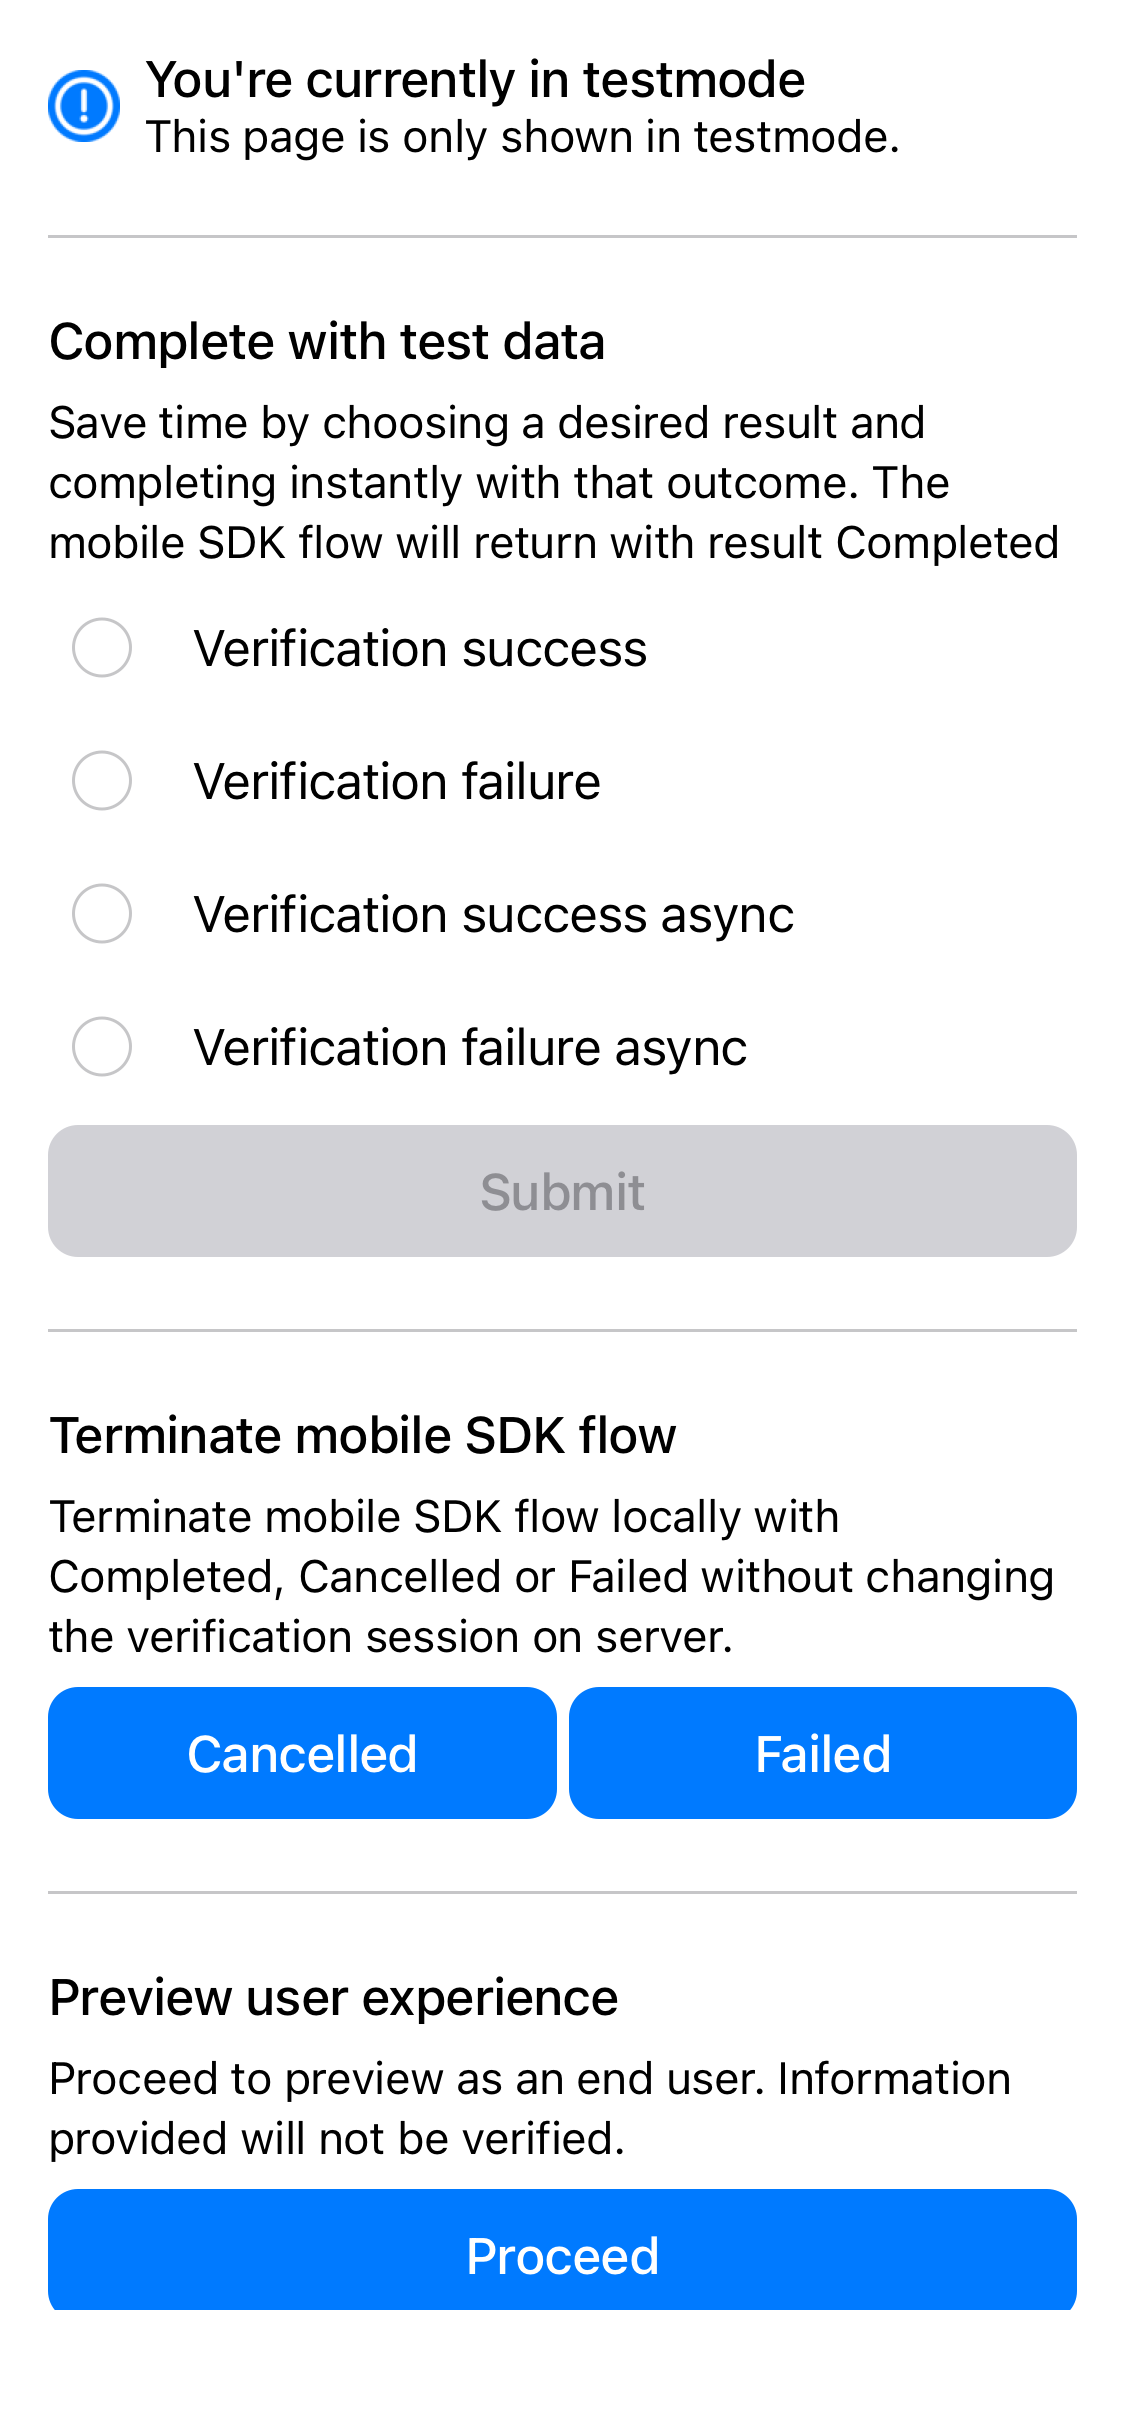 You're currently in testmode
This page is only shown in testmode.
Complete with test data
Save time by choosing a desired result and
completing instantly with that outcome. The
mobile SDK flow will return with result Completed
Verification success
Verification failure
Verification success async
Verification failure async
Submit
Terminate mobile SDK flow
Terminate mobile SDK flow locally with
Completed, Cancelled or Failed without changing
the verification session on server.
Cancelled
Failed
Preview user experience
Proceed to preview as an end user. Information
provided will not be verified.
Proceed